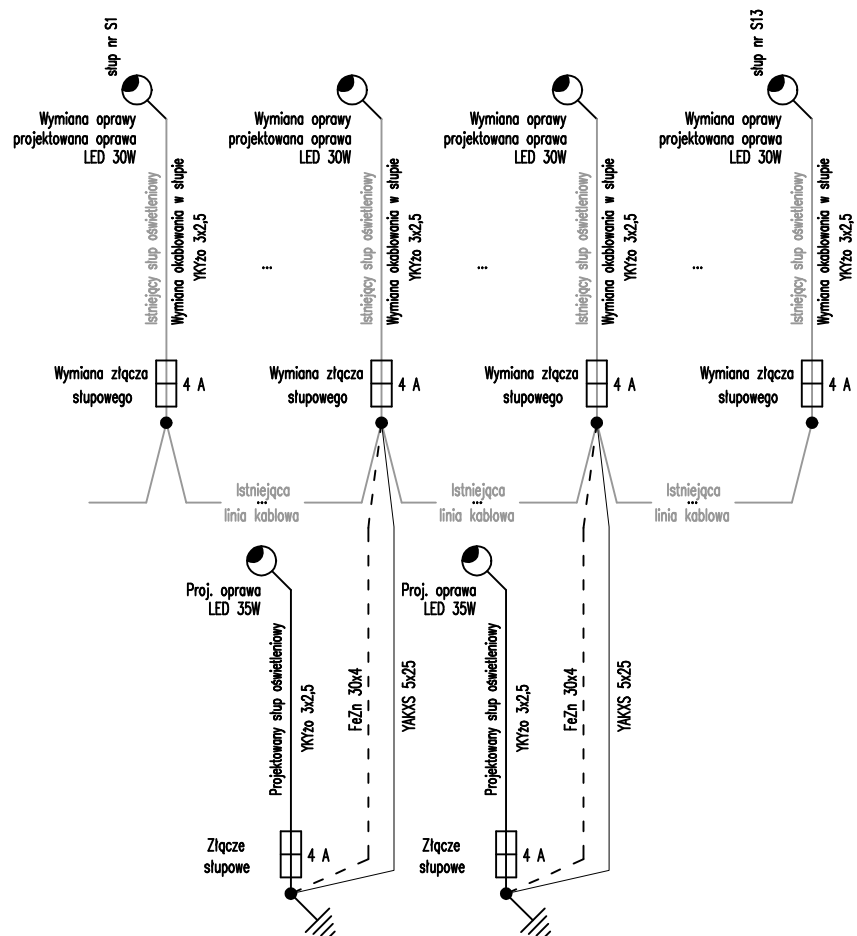 słup nr S1
słup nr S13
Wymiana oprawy
projektowana oprawa
LED 30W
Wymiana oprawy
projektowana oprawa
LED 30W
Wymiana oprawy
projektowana oprawa
LED 30W
Wymiana oprawy
projektowana oprawa
LED 30W
Istniejący słup oświetleniowy
Wymiana okablowania w słupie
YKYżo 3x2,5
...
Istniejący słup oświetleniowy
Wymiana okablowania w słupie
YKYżo 3x2,5
...
Istniejący słup oświetleniowy
Wymiana okablowania w słupie
YKYżo 3x2,5
...
Istniejący słup oświetleniowy
Wymiana okablowania w słupie
YKYżo 3x2,5
Wymiana złącza
słupowego
4 A
Wymiana złącza
słupowego
4 A
Wymiana złącza
słupowego
4 A
Wymiana złącza
słupowego
4 A
Istniejąca
...
linia kablowa
Istniejąca
...
linia kablowa
Istniejąca
...
linia kablowa
Proj. oprawa
LED 35W
Projektowany słup oświetleniowy
YKYżo 3x2,5
FeZn 30x4
YAKXS 5x25
Proj. oprawa
LED 35W
Projektowany słup oświetleniowy
YKYżo 3x2,5
FeZn 30x4
YAKXS 5x25
Złącze
słupowe
4 A
Złącze
słupowe
4 A